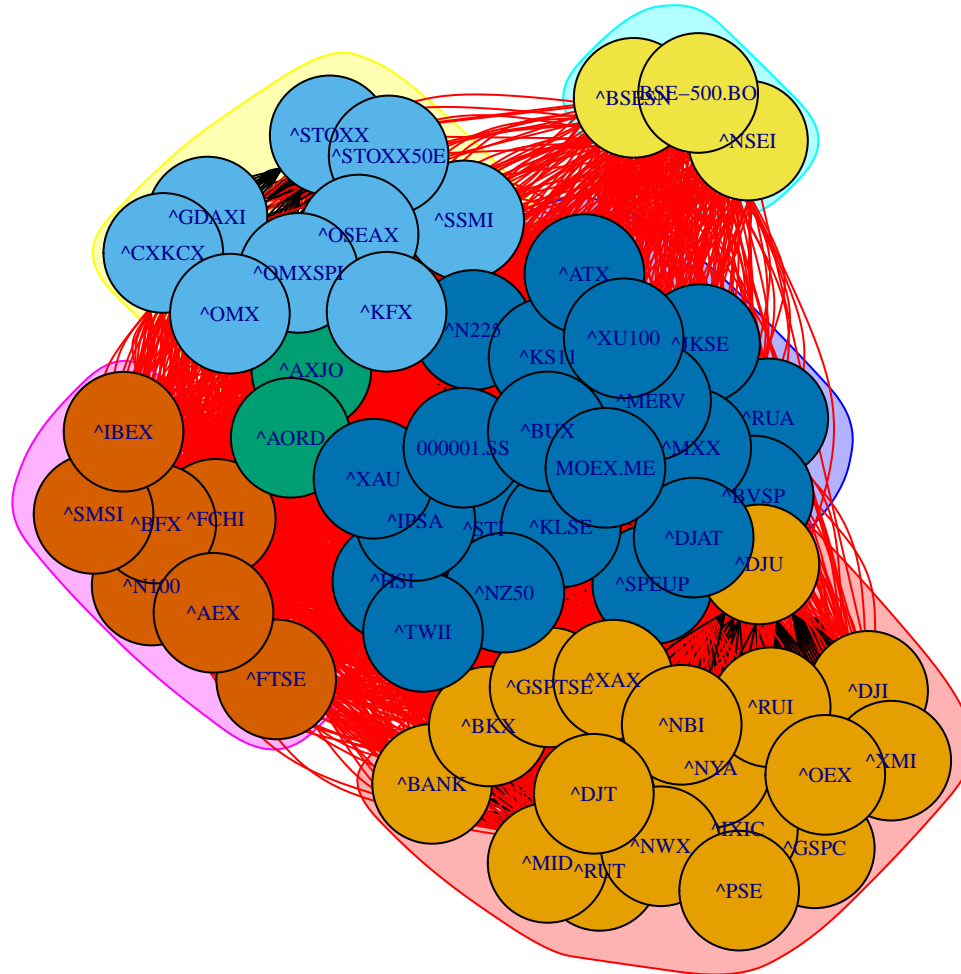 ^BSESN
BSE-500.BO
^NSEI
^STOXX
^STOXX50E
^GDAXI
^OSEAX
^SSMI
^CXKCX
^OMXSPI
^ATX
^OMX
^KFX
^N225
^KS11
^XU100
^JKSE
^AXJO
^MERV
^RUA
^IBEX
^AORD
000001.SS
^BUX
^MXX
^XAU
MOEX.ME
^BVSP
^SMSI
^BFX
^FCHI
^IPSA
^STI
^KLSE
^DJAT
^DJU
^N100
^HSI
^NZ50
^SPEUP
^AEX
^TWII
^FTSE
^GSPTSE
^XAX
^RUI
^DJI
^BKX
^NBI
^NYA
^OEX
^XMI
^BANK
^DJT
^IXIC
^MID
^RUT
^NWX
^GSPC
^PSE